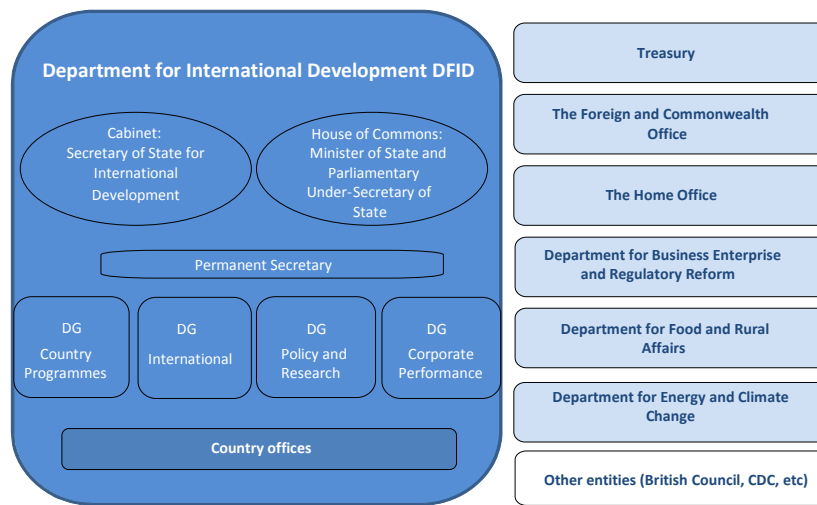 Department for International Development DFID
Cabinet:
Secretary of State for
International
Development
House of Commons:
Minister of State and
Parliamentary
Under-Secretary of
State
Permanent Secretary
DG
Country
Programmes
DG
International
DG
Policy and
Research
DG
Corporate
Performance
Country offices
Treasury
The Foreign and Commonwealth
Office
The Home Office
Department for Business Enterprise
and Regulatory Reform
Department for Food and Rural
Affairs
Department for Energy and Climate
Change
Other entities (British Council, CDC, etc)